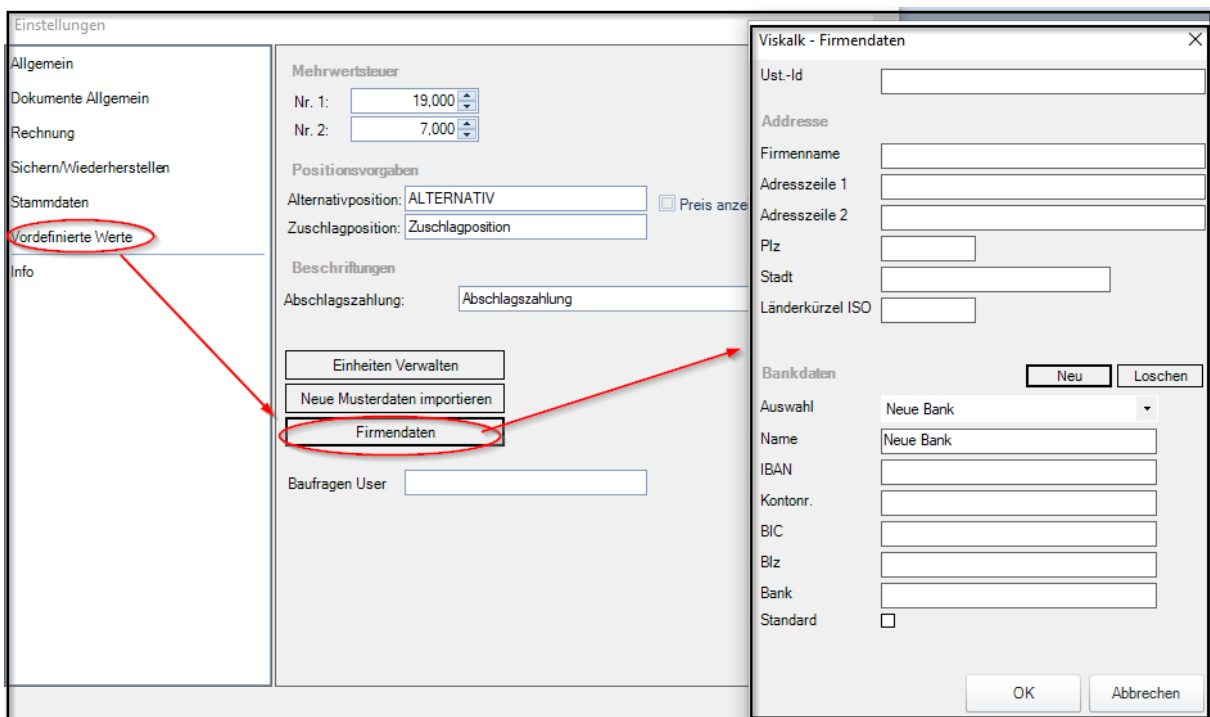 Einstellungen
Allgemein
Dokumente Allgemein
Rechnung
Sichern/Wiederherstellen
Stammdaten
Vordefinierte Werte
Info
Mehrwertsteuer
Nr. 1: 19,000
Nr. 2: 7,000
Positionsvorgaben
Alternativposition: ALTERNATIV Preis anze
Zuschlagposition: Zuschlagposition
Beschriftungen
Abschlagszahlung: Abschlagszahlung
Einheiten Verwalten
Neue Musterdaten importieren
Firmendaten
Baufragen User
Viskalk - Firmendaten
Ust.-Id
Addresse
Firmenname
Adresszeile 1
Adresszeile 2
Plz
Stadt
Länderkürzel ISO
Bankdaten Neu Loschen
Auswahl Neue Bank
Name Neue Bank
IBAN
Kontonr.
BIC
Blz
Bank
Standard
OK Abbrechen